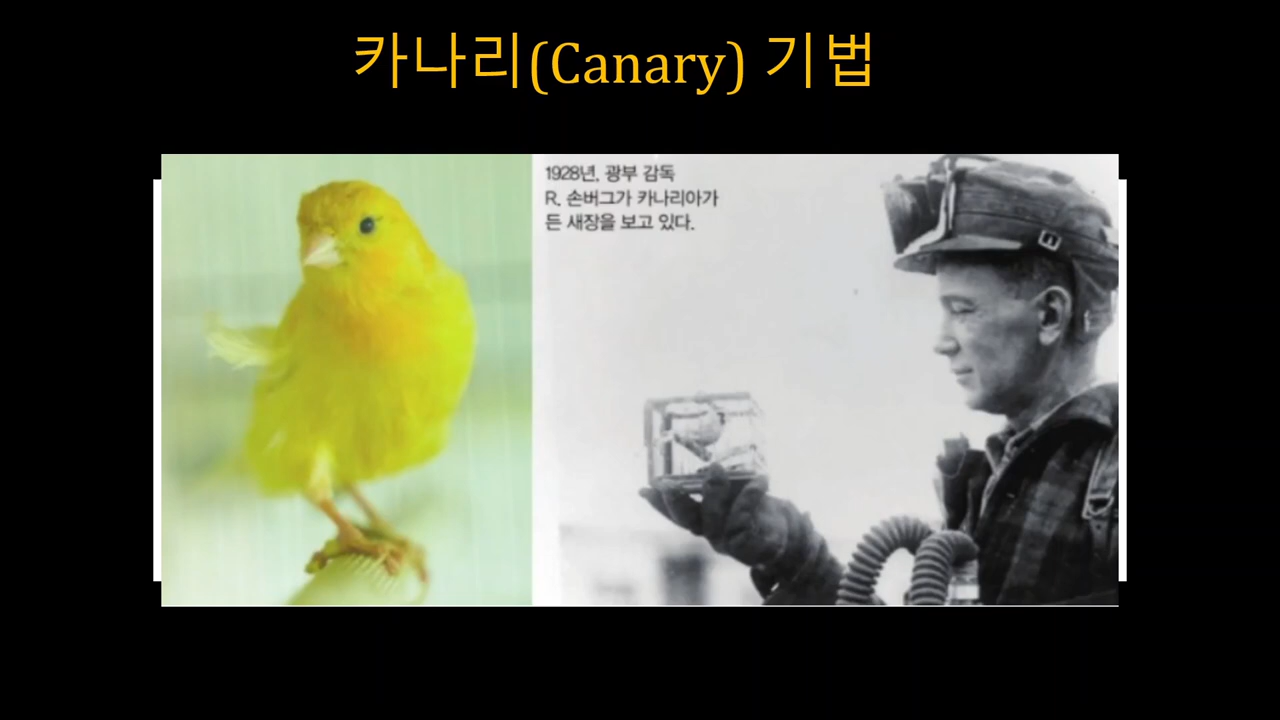 카나리(Canary) 기법
1928년, 광부 감독
R. 손버그가 카나리아가
든 새장을 보고 있다.